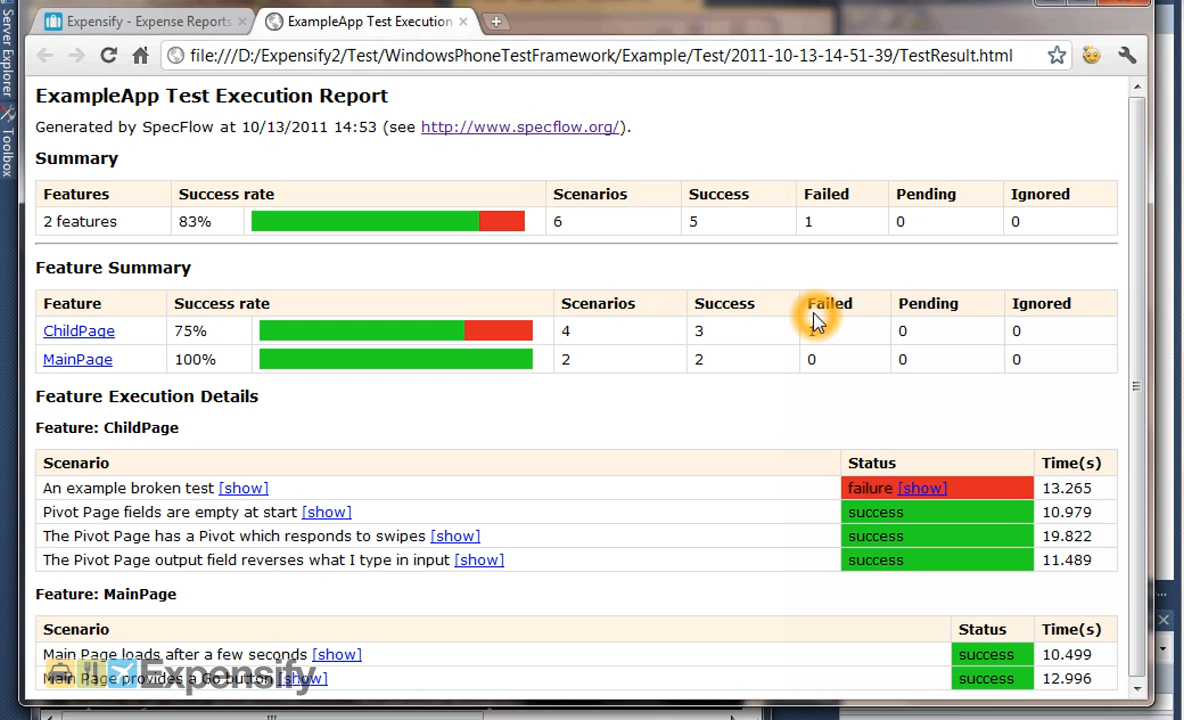 Server Explorer
Toolbox
Expensify - Expense Reports
ExampleApp Test Execution
file:///D:/Expensify2/Test/WindowsPhoneTestFramework/Example/Test/2011-10-13-14-51-39/TestResult.html
ExampleApp Test Execution Report
Generated by SpecFlow at 10/13/2011 14:53 (see http://www.specflow.org/).
Summary
Features Success rate Scenarios Success Failed Pending Ignored
2 features 83% 6 5 1 0 0
Feature Summary
Feature Success rate Scenarios Success Failed Pending Ignored
ChildPage 75% 4 3 1 0 0
MainPage 100% 2 2 0 0 0
Feature Execution Details
Feature: ChildPage
Scenario Status Time(s)
An example broken test [show] failure [show] 13.265
Pivot Page fields are empty at start [show] success 10.979
The Pivot Page has a Pivot which responds to swipes [show] success 19.822
The Pivot Page output field reverses what I type in input [show] success 11.489
Feature: MainPage
Scenario Status Time(s)
Main Page loads after a few seconds [show] success 10.499
Main Page provides a Go button [show] success 12.996
Expensify